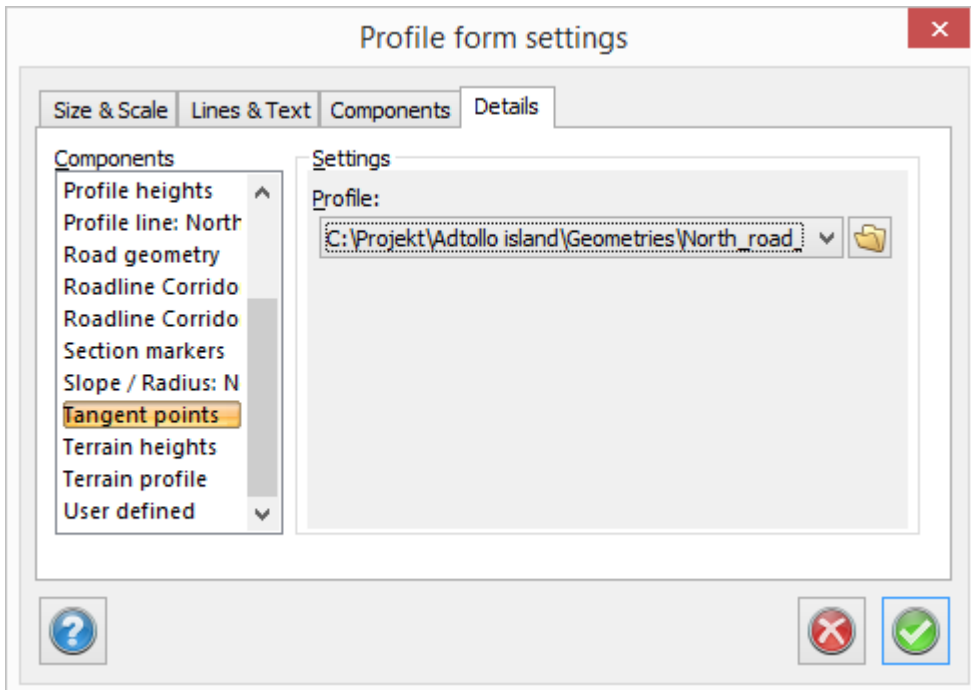 Profile form settings
Size & Scale Lines & Text Components Details
Components
Profile heights
Profile line: North
Road geometry
Roadline Corrido
Roadline Corrido
Section markers
Slope / Radius: N
Tangent points
Terrain heights
Terrain profile
User defined
Settings
Profile:
C:\Projekt\Adtollo island\Geometries\North_road_